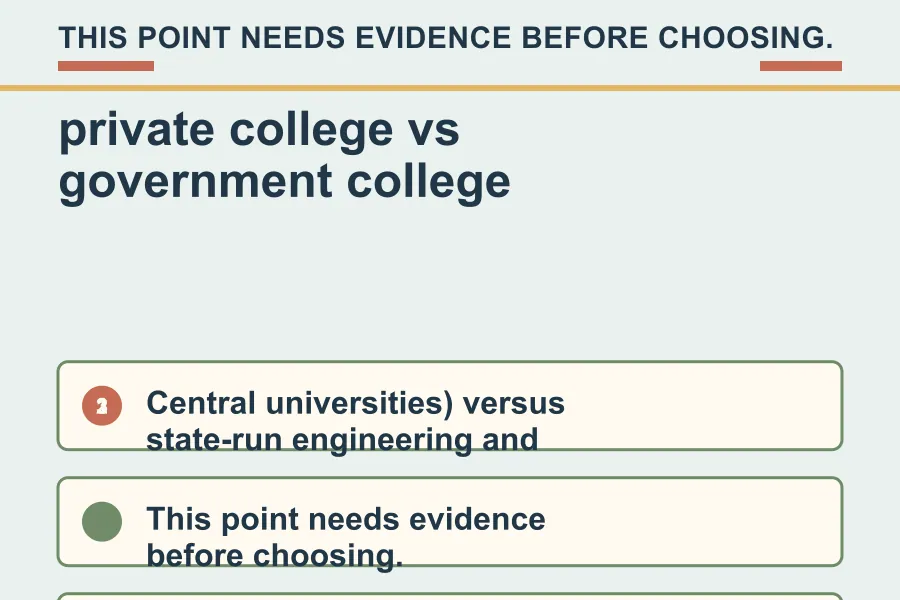 THIS POINT NEEDS EVIDENCE BEFORE CHOOSING.
private college vs
government college
Central universities) versus
state-run engineering and
This point needs evidence
before choosing.